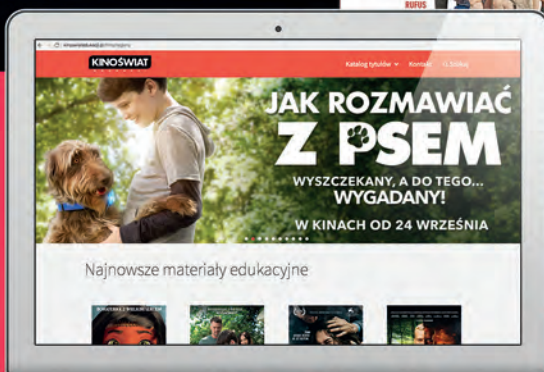 RUFUS
KINOŚWIAT
Katalog tytułów Kontakt Szukaj
JAK ROZMAWIAĆ
Z PSEM
WYSZCZEKANY, A DO TEGO...
WYGADANY!
W KINACH OD 24 WRZEŚNIA
Najnowsze materiały edukacyjne